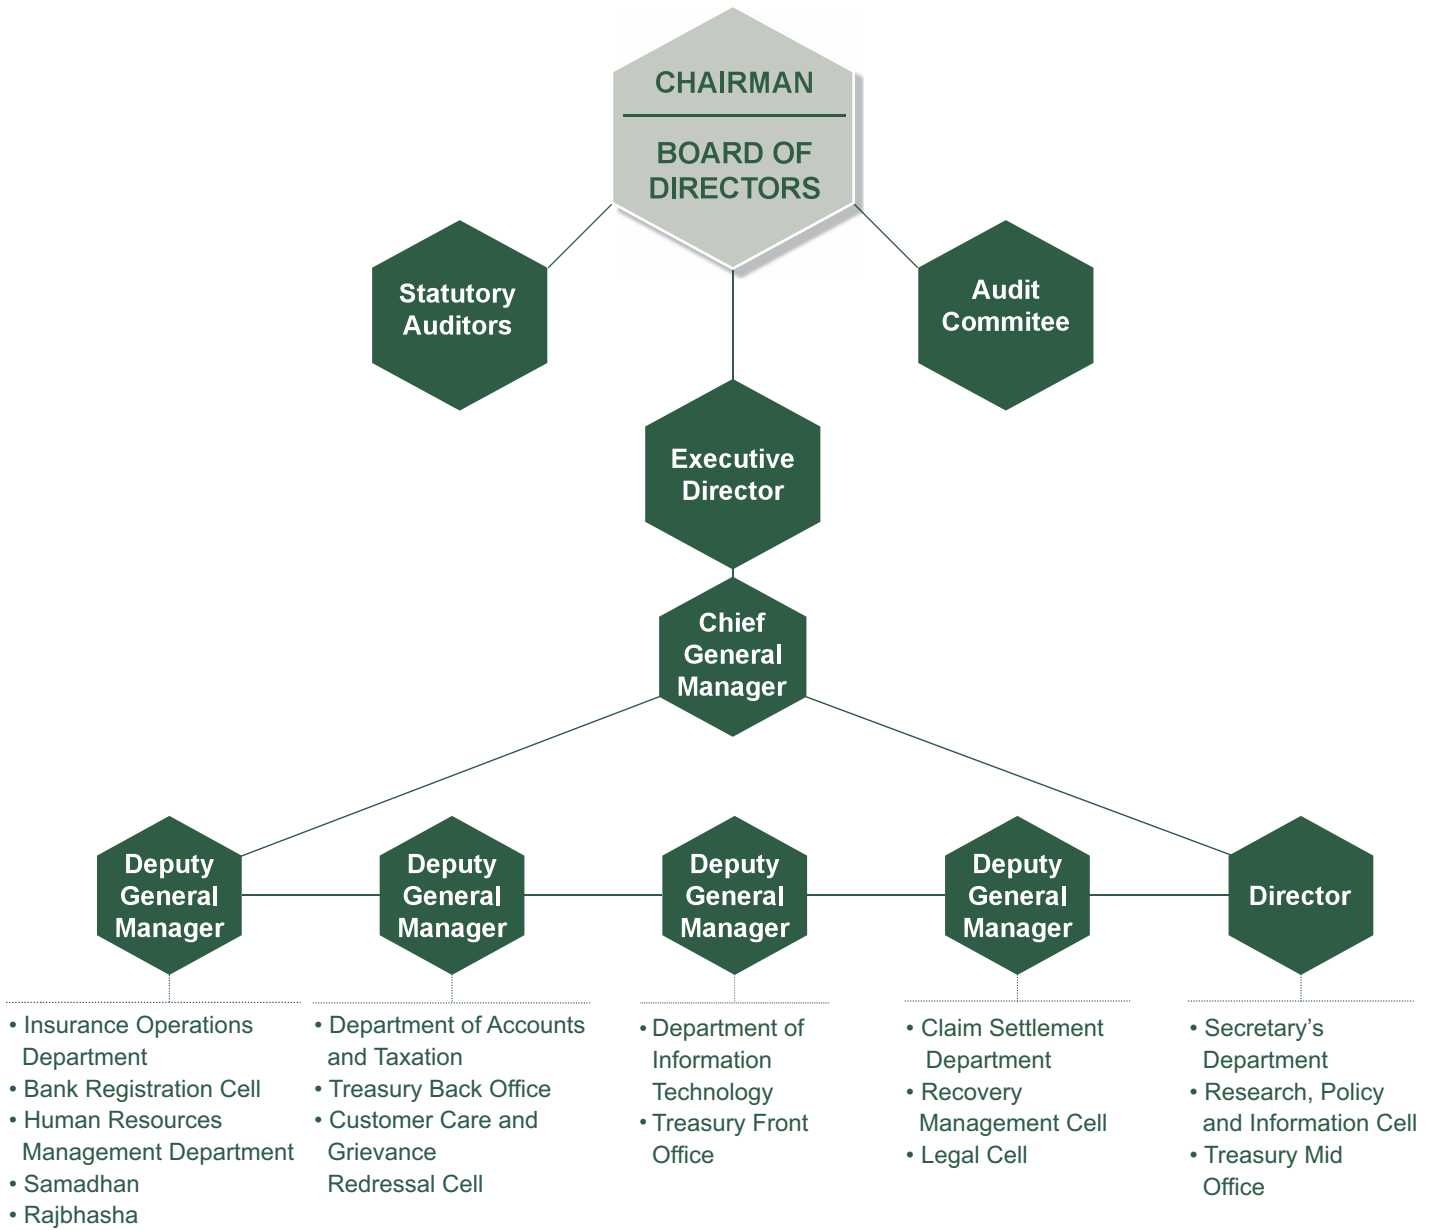 CHAIRMAN
BOARD OF
DIRECTORS
Statutory
Auditors
Audit
Commitee
Executive
Director
Chief
General
Manager
Deputy
General
Manager
Deputy
General
Manager
Deputy
General
Manager
Deputy
General
Manager
Director
• Insurance Operations
Department
• Bank Registration Cell
• Human Resources
Management Department
• Samadhan
• Rajbhasha
• Department of Accounts
and Taxation
• Treasury Back Office
• Customer Care and
Grievance
Redressal Cell
• Department of
Information
Technology
• Treasury Front
Office
• Claim Settlement
Department
• Recovery
Management Cell
• Legal Cell
• Secretary’s
Department
• Research, Policy
and Information Cell
• Treasury Mid
Office